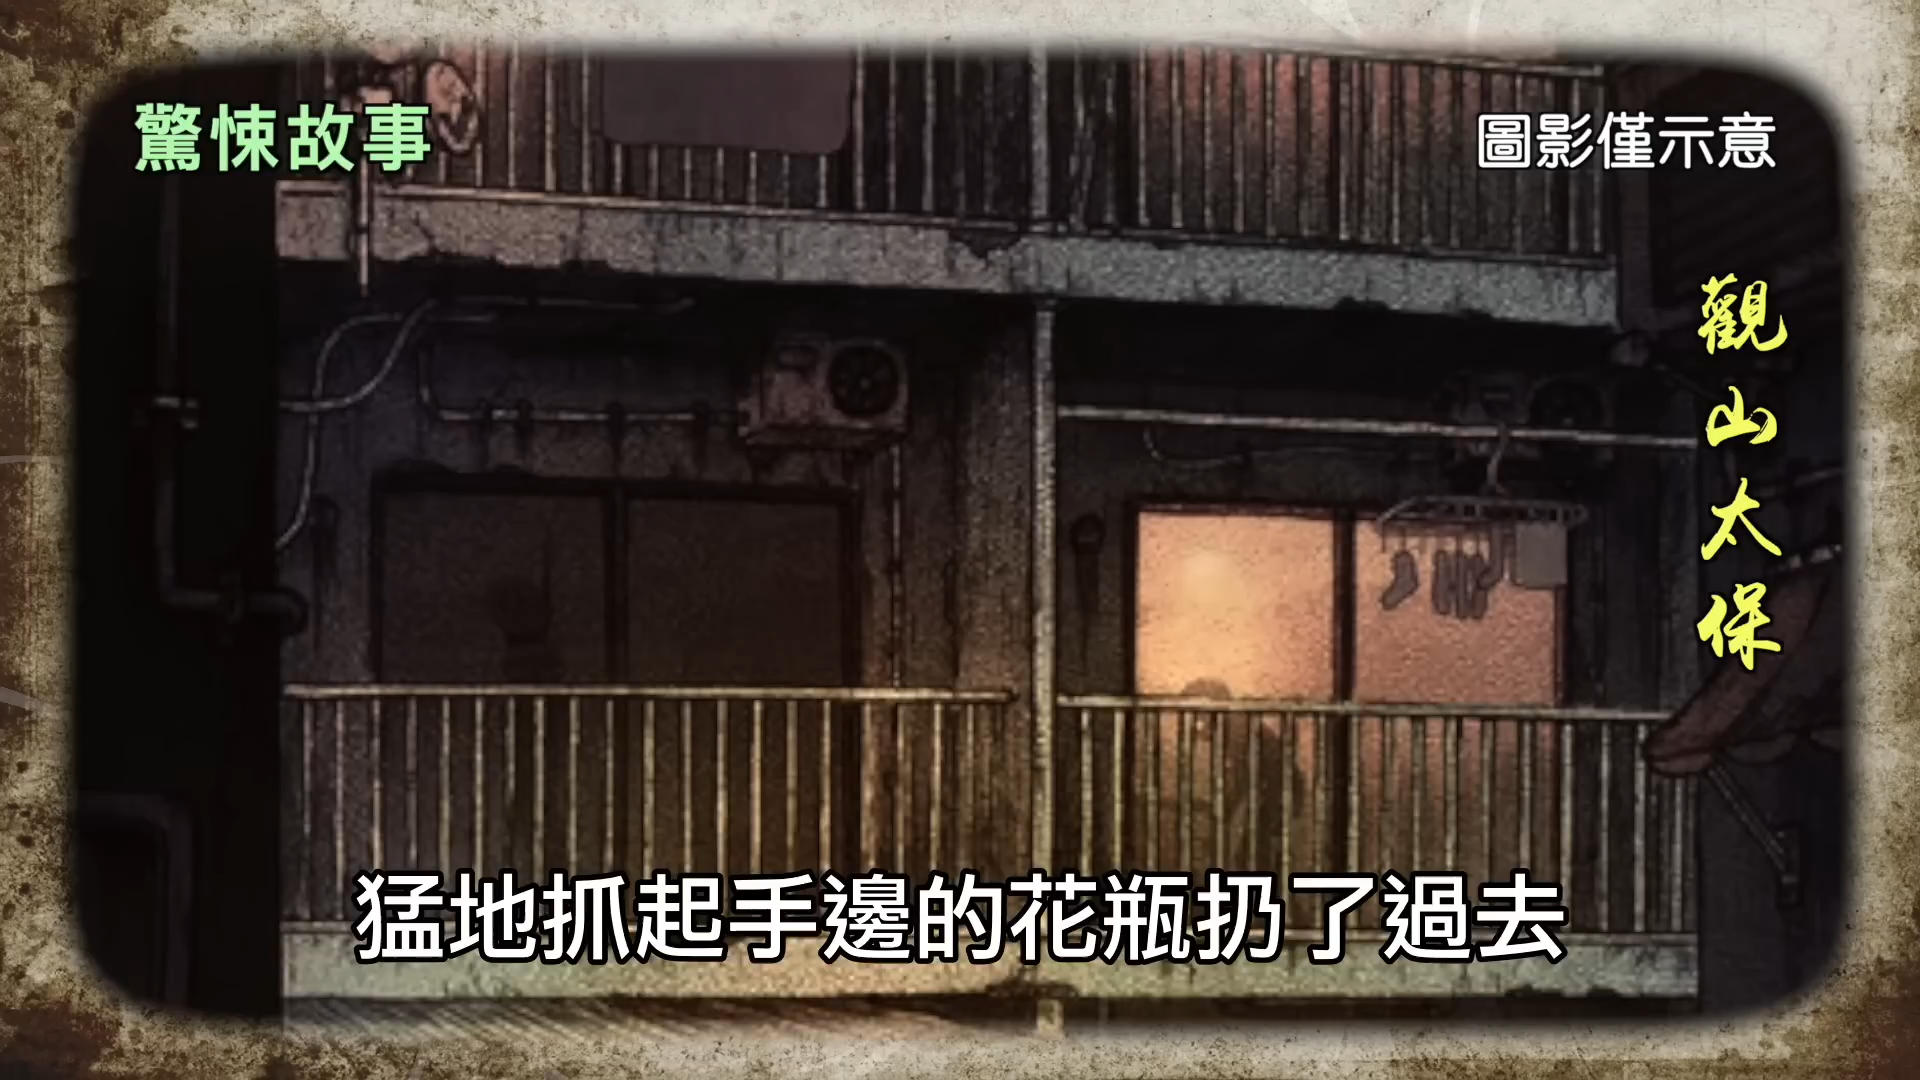 驚悚故事
圖影僅示意
觀山太保
猛地抓起手邊的花瓶扔了過去